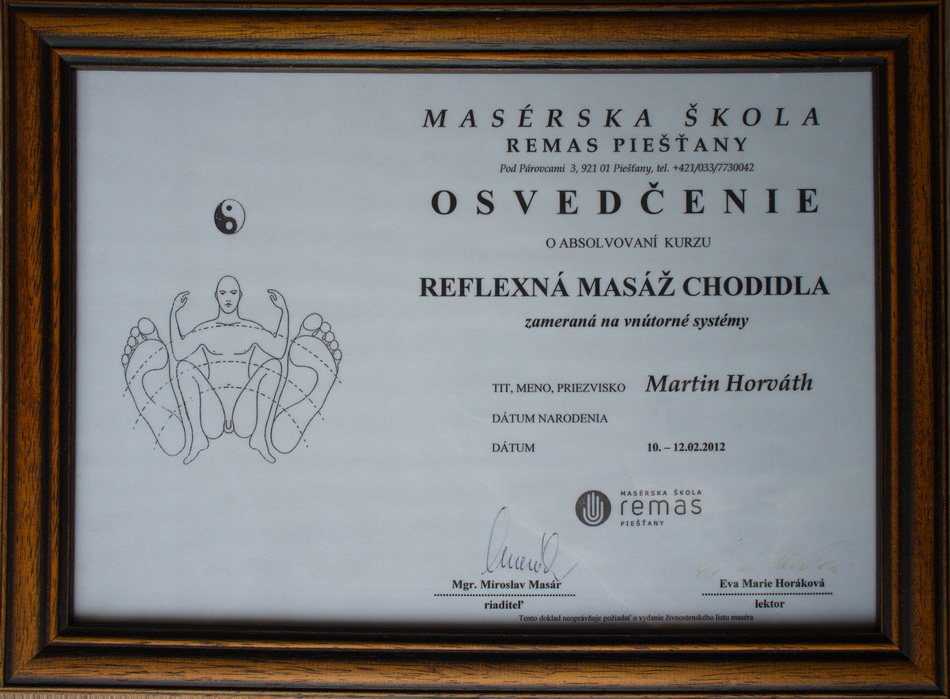 MASÉRSKA ŠKOLA
REMAS PIEŠŤANY
Pod Párovcami 3, 921 01 Piešťany, tel. +421/033/7730042
OSVEDČENIE
O ABSOLVOVANÍ KURZU
REFLEXNÁ MASÁŽ CHODIDLA
zameraná na vnútorné systémy
TIT, MENO, PRIEZVISKO Martin Horváth
DÁTUM NARODENIA
DÁTUM 10. – 12.02.2012
MASÉRSKA ŠKOLA
remas
PIEŠŤANY
Mgr. Miroslav Masár
riaditeľ
Eva Marie Horáková
lektor
Tento doklad neoprávňuje požiadať o vydanie živnostenského listu maséra